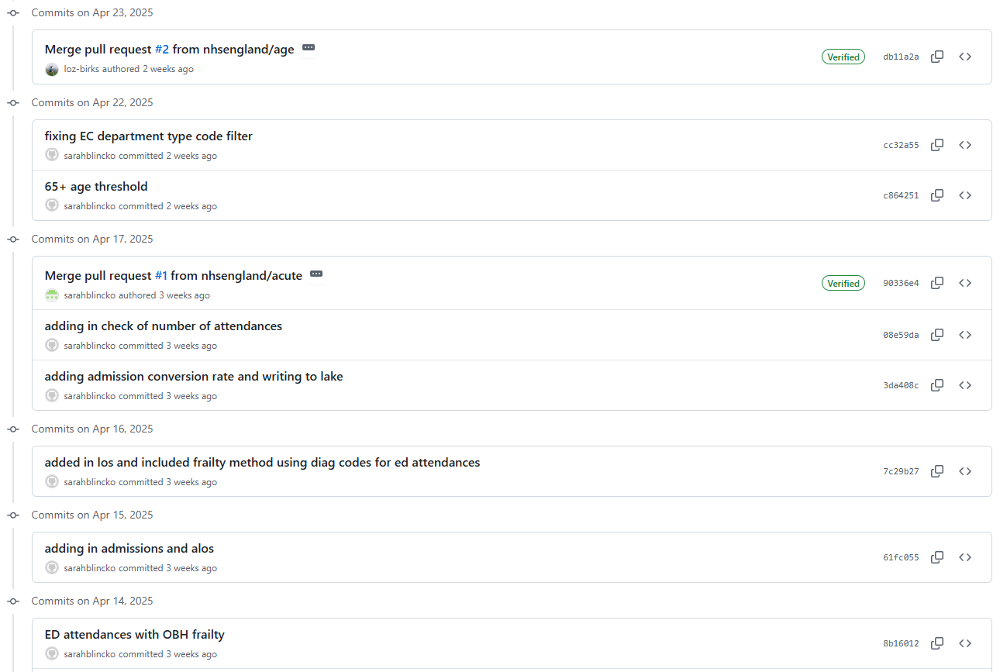 Commits on Apr 23, 2025
Merge pull request #2 from nhsengland/age
Verified
db11a2a
loz-birks authored 2 weeks ago
Commits on Apr 22, 2025
fixing EC department type code filter
cc32a55
sarahblincko committed 2 weeks ago
65+ age threshold
c864251
sarahblincko committed 2 weeks ago
Commits on Apr 17, 2025
Merge pull request #1 from nhsengland/acute
Verified
90336e4
sarahblincko authored 3 weeks ago
adding in check of number of attendances
08e59da
sarahblincko committed 3 weeks ago
adding admission conversion rate and writing to lake
3da408c
sarahblincko committed 3 weeks ago
Commits on Apr 16, 2025
added in los and included frailty method using diag codes for ed attendances
7c29b27
sarahblincko committed 3 weeks ago
Commits on Apr 15, 2025
adding in admissions and alos
61fc055
sarahblincko committed 3 weeks ago
Commits on Apr 14, 2025
ED attendances with OBH frailty
8b16012
sarahblincko committed 3 weeks ago